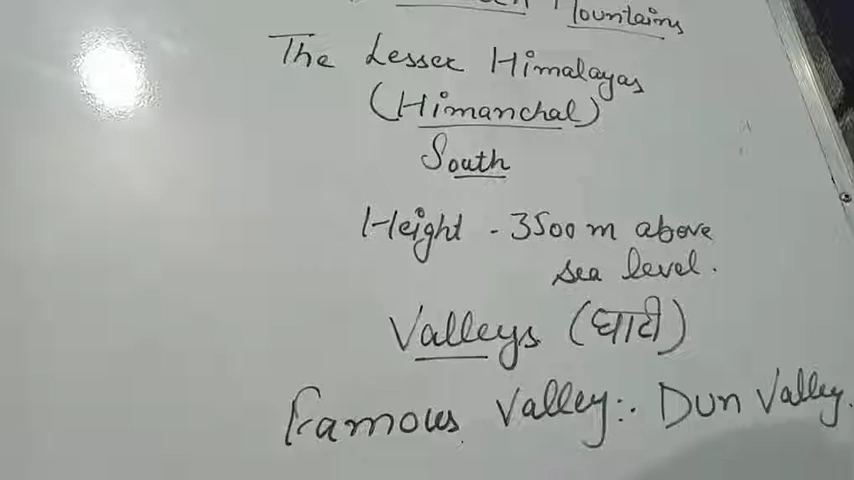 Mountains
The Lesser Himalayas
(Himanchal)
South
Height - 3500 m above
sea level.
Valleys (घाटी)
Famous Valley:. Dun Valley.